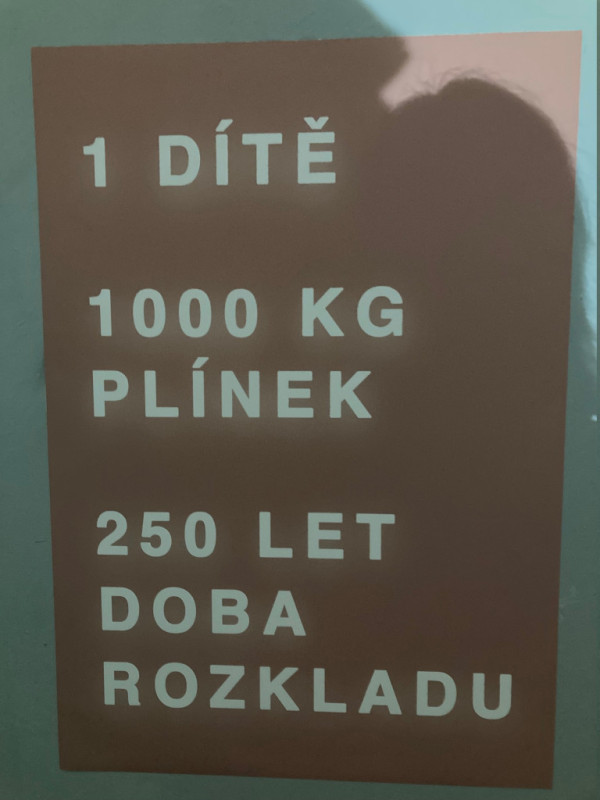 1 DÍTĚ
1000 KG
PLÍNEK
250 LET
DOBA
ROZKLADU